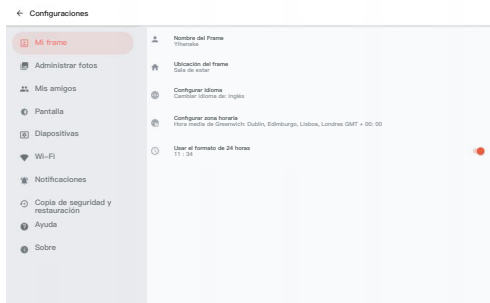 Configuraciones
Mi frame
Administrar fotos
Mis amigos
Pantalla
Diapositivas
Wi-Fi
Notificaciones
Copia de seguridad y
restauración
Ayuda
Sobre
Nombre del Frame
Yihenske
Ubicación del frame
Sala de estar
Configurar idioma
Cambiar idioma de: inglés
Configurar zona horaria
Hora media de Greenwich: Dublín, Edimburgo, Lisboa, Londres GMT + 00: 00
Usar el formato de 24 horas
11 : 34